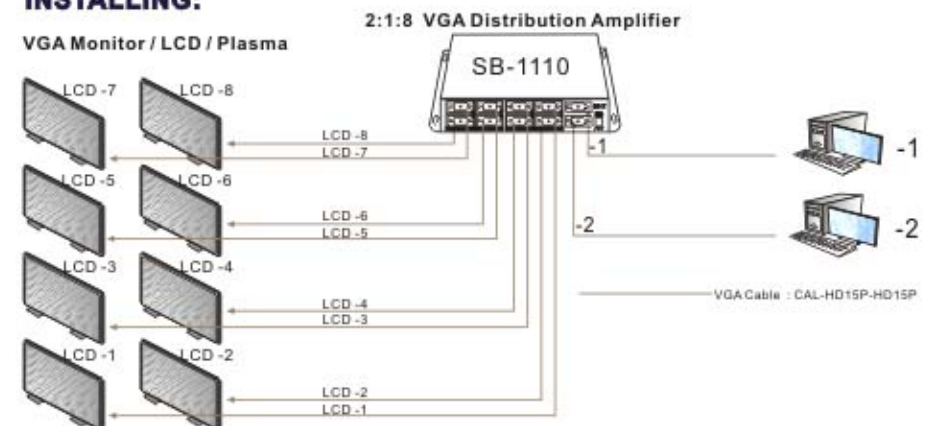 INSTALLING:
2:1:8 VGA Distribution Amplifier
VGA Monitor / LCD / Plasma
SB-1110
LCD -7
LCD -8
LCD -8
LCD -7
-1
-1
LCD -5
LCD -6
LCD -6
LCD -5
-2
-2
LCD -3
LCD -4
LCD -4
LCD -3
VGA Cable : CAL-HD15P-HD15P
LCD -1
LCD -2
LCD -2
LCD -1